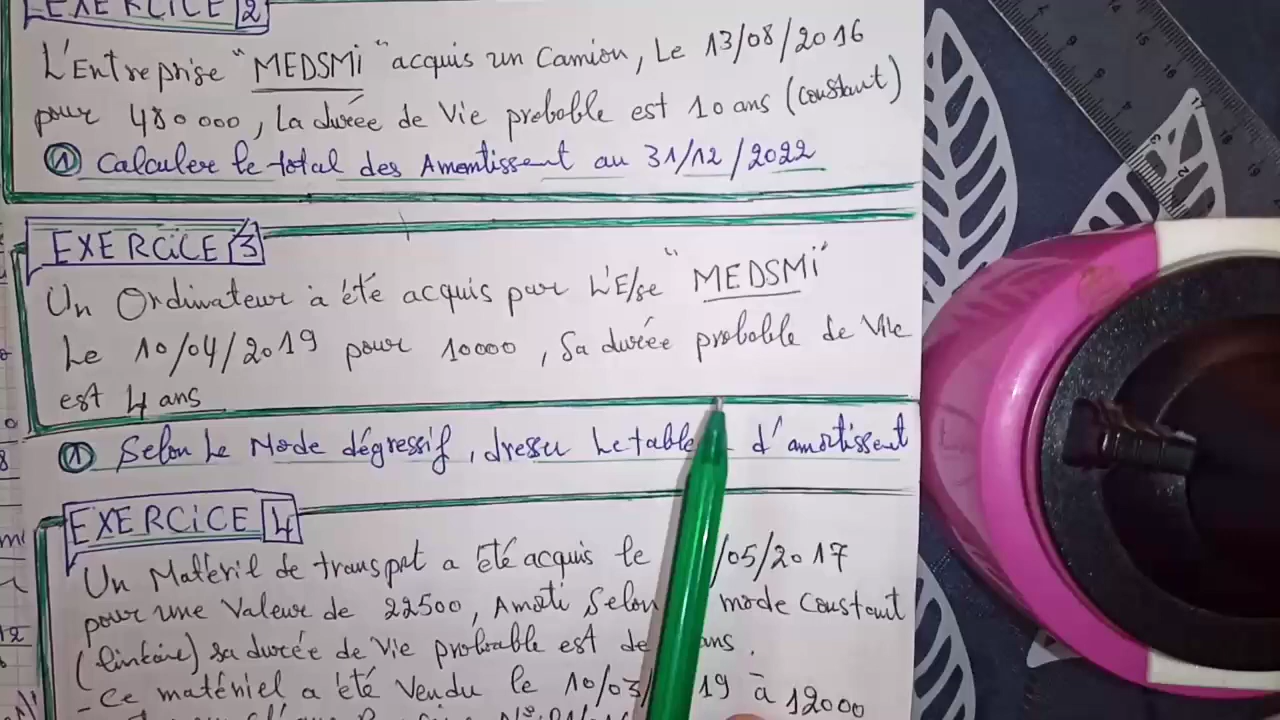 EXERCICE 2
L'Entreprise "MEDSMi" acquis un Camion, Le 13/08/2016
pour 480000, La durée de Vie probable est 10 ans (constant)
① Calculer le total des Amortissent au 31/12/2022
EXERCICE 3
Un Ordinateur à été acquis par L'E/se "MEDSMi"
Le 10/04/2019 pour 10000, Sa durée probable de Vie
est 4 ans
① Selon Le Mode dégressif, dresser Le table d'amortissent
EXERCICE 4
Un Matéril de transport a été acquis le /05/2017
pour une Valeur de 22500, Amorti Selon mode Constant
(linéaire) sa durée de Vie probable est de ans.
- Ce matériel a été Vendu le 10/03/ 19 à 12000